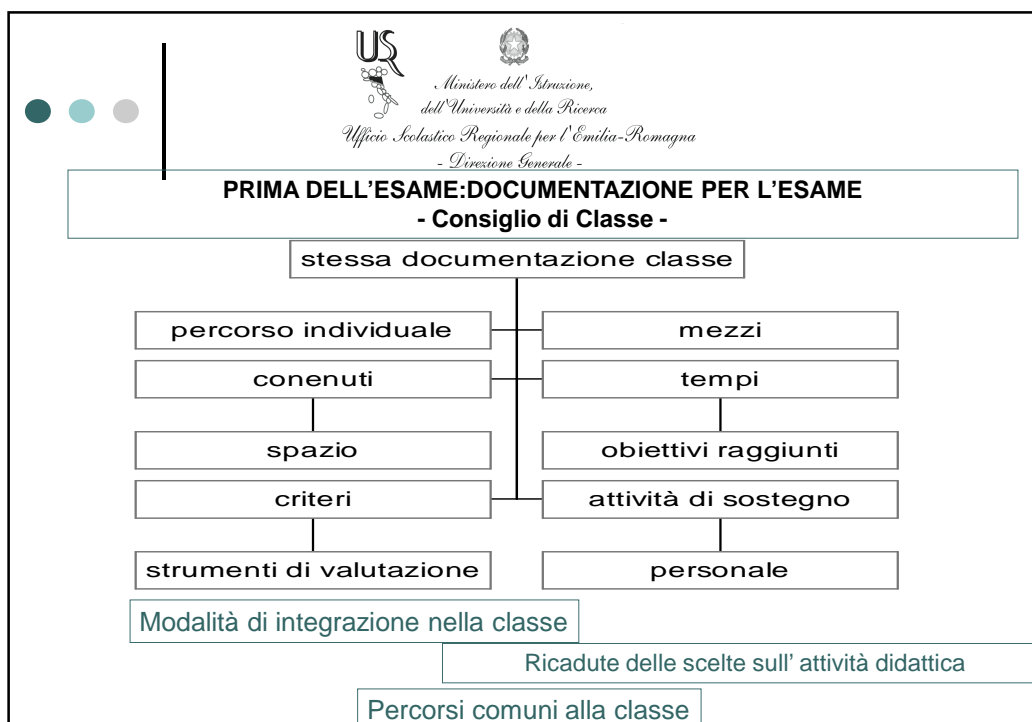 USR
Ministero dell'Istruzione,
dell'Università e della Ricerca
Ufficio Scolastico Regionale per l'Emilia-Romagna
- Direzione Generale -
PRIMA DELL'ESAME:DOCUMENTAZIONE PER L'ESAME
- Consiglio di Classe -
stessa documentazione classe
percorso individuale
mezzi
conenuti
tempi
spazio
obiettivi raggiunti
criteri
attività di sostegno
strumenti di valutazione
personale
Modalità di integrazione nella classe
Ricadute delle scelte sull' attività didattica
Percorsi comuni alla classe